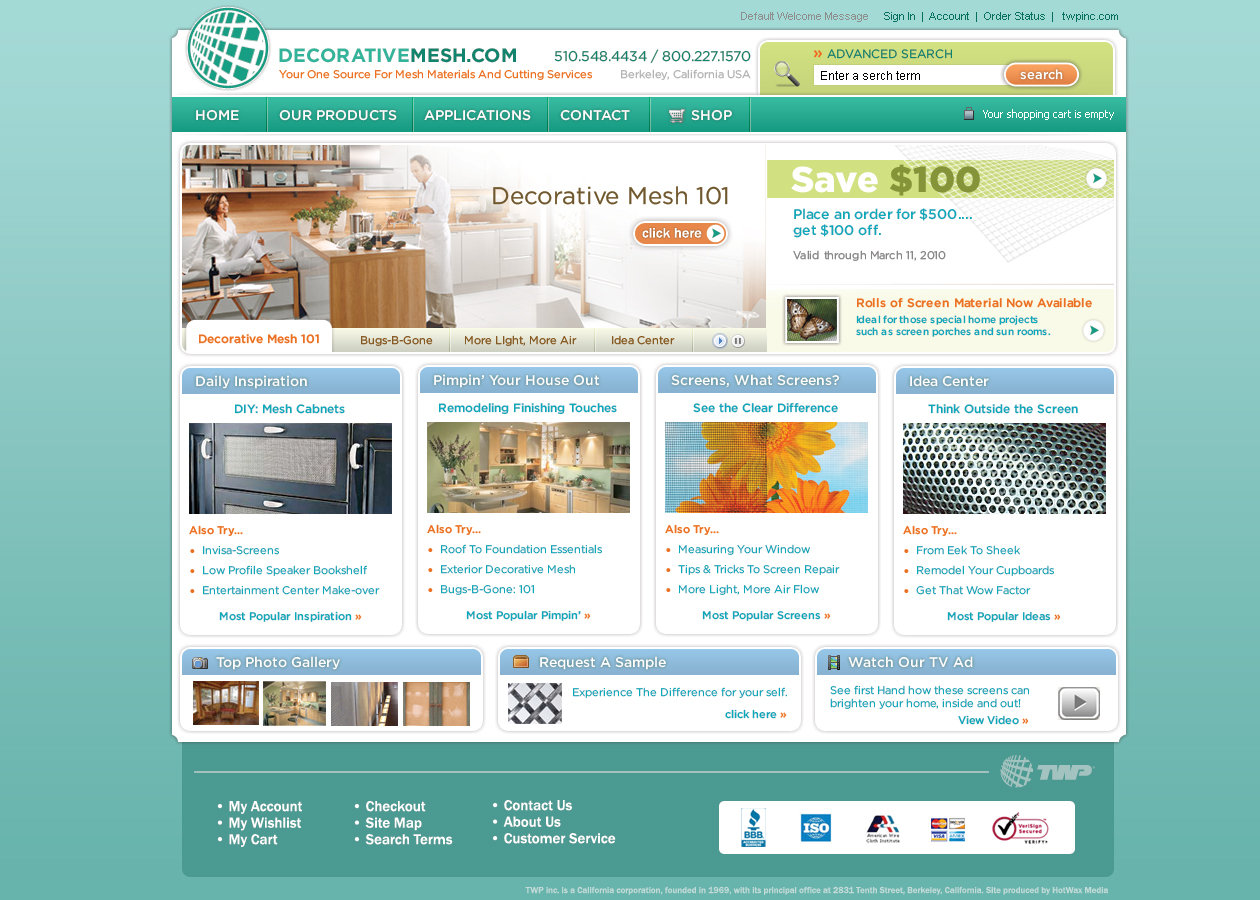 Default Welcome Message Sign In | Account | Order Status | twpinc.com
DECORATIVEMESH.COM
Your One Source For Mesh Materials And Cutting Services
510.548.4434 / 800.227.1570
Berkeley, California USA
» ADVANCED SEARCH
Enter a serch term
search
HOME OUR PRODUCTS APPLICATIONS CONTACT SHOP
Your shopping cart is empty
Decorative Mesh 101
click here
Save $100
Place an order for $500....
get $100 off.
Valid through March 11, 2010
Rolls of Screen Material Now Available
Ideal for those special home projects
such as screen porches and sun rooms.
Decorative Mesh 101 Bugs-B-Gone More LIght, More Air Idea Center
Daily Inspiration
DIY: Mesh Cabnets
Also Try...
• Invisa-Screens
• Low Profile Speaker Bookshelf
• Entertainment Center Make-over
Most Popular Inspiration »
Pimpin' Your House Out
Remodeling Finishing Touches
Also Try...
• Roof To Foundation Essentials
• Exterior Decorative Mesh
• Bugs-B-Gone: 101
Most Popular Pimpin' »
Screens, What Screens?
See the Clear Difference
Also Try...
• Measuring Your Window
• Tips & Tricks To Screen Repair
• More Light, More Air Flow
Most Popular Screens »
Idea Center
Think Outside the Screen
Also Try...
• From Eek To Sheek
• Remodel Your Cupboards
• Get That Wow Factor
Most Popular Ideas »
Top Photo Gallery
Request A Sample
Experience The Difference for your self.
click here »
Watch Our TV Ad
See first Hand how these screens can
brighten your home, inside and out!
View Video »
TWP
• My Account
• My Wishlist
• My Cart
• Checkout
• Site Map
• Search Terms
• Contact Us
• About Us
• Customer Service
BBB
ISO
American Wire
Cloth Institute
VISA
VeriSign
Secured
VERIFY
TWP inc. is a California corporation, founded in 1969, with its principal office at 2831 Tenth Street, Berkeley, California. Site produced by HotWax Media